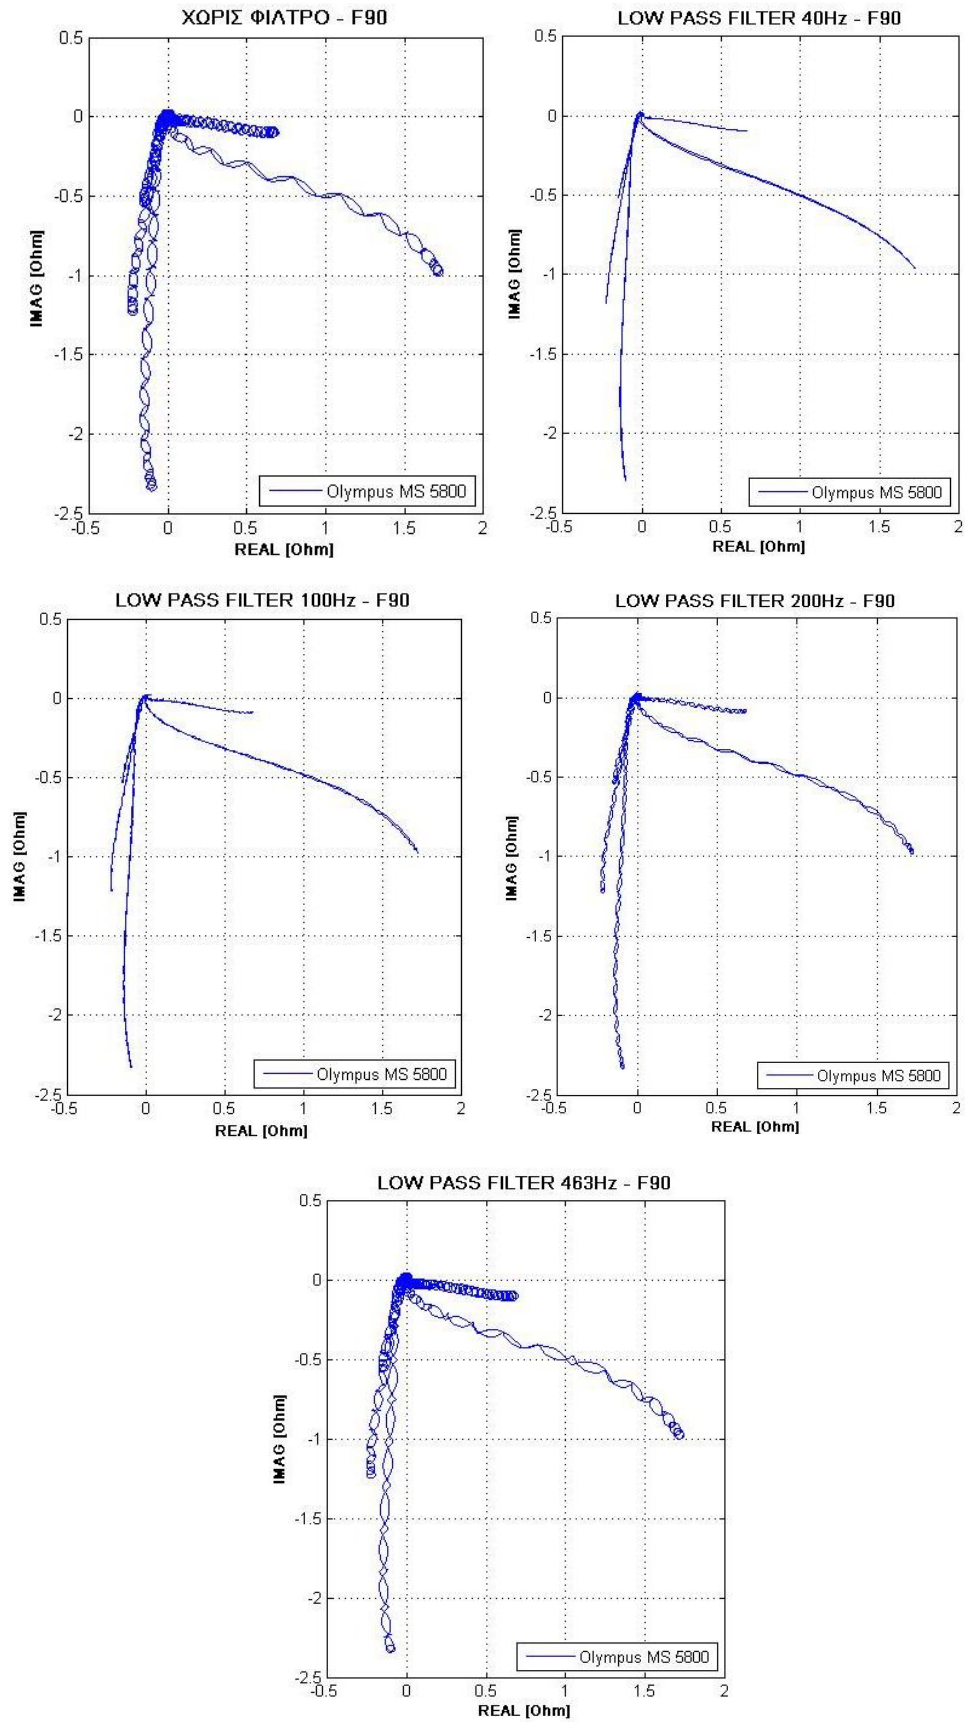 ΧΩΡΙΣ ΦΙΛΤΡΟ - F90
0.5
0
-0.5
-1
-1.5
-2
-2.5
IMAG [Ohm]
Olympus MS 5800
-0.5 0 0.5 1 1.5 2
REAL [Ohm]
LOW PASS FILTER 40Hz - F90
0.5
0
-0.5
-1
-1.5
-2
-2.5
IMAG [Ohm]
Olympus MS 5800
-0.5 0 0.5 1 1.5 2
REAL [Ohm]
LOW PASS FILTER 100Hz - F90
0.5
0
-0.5
-1
-1.5
-2
-2.5
IMAG [Ohm]
Olympus MS 5800
-0.5 0 0.5 1 1.5 2
REAL [Ohm]
LOW PASS FILTER 200Hz - F90
0.5
0
-0.5
-1
-1.5
-2
-2.5
IMAG [Ohm]
Olympus MS 5800
-0.5 0 0.5 1 1.5 2
REAL [Ohm]
LOW PASS FILTER 463Hz - F90
0.5
0
-0.5
-1
-1.5
-2
-2.5
IMAG [Ohm]
Olympus MS 5800
-0.5 0 0.5 1 1.5 2
REAL [Ohm]